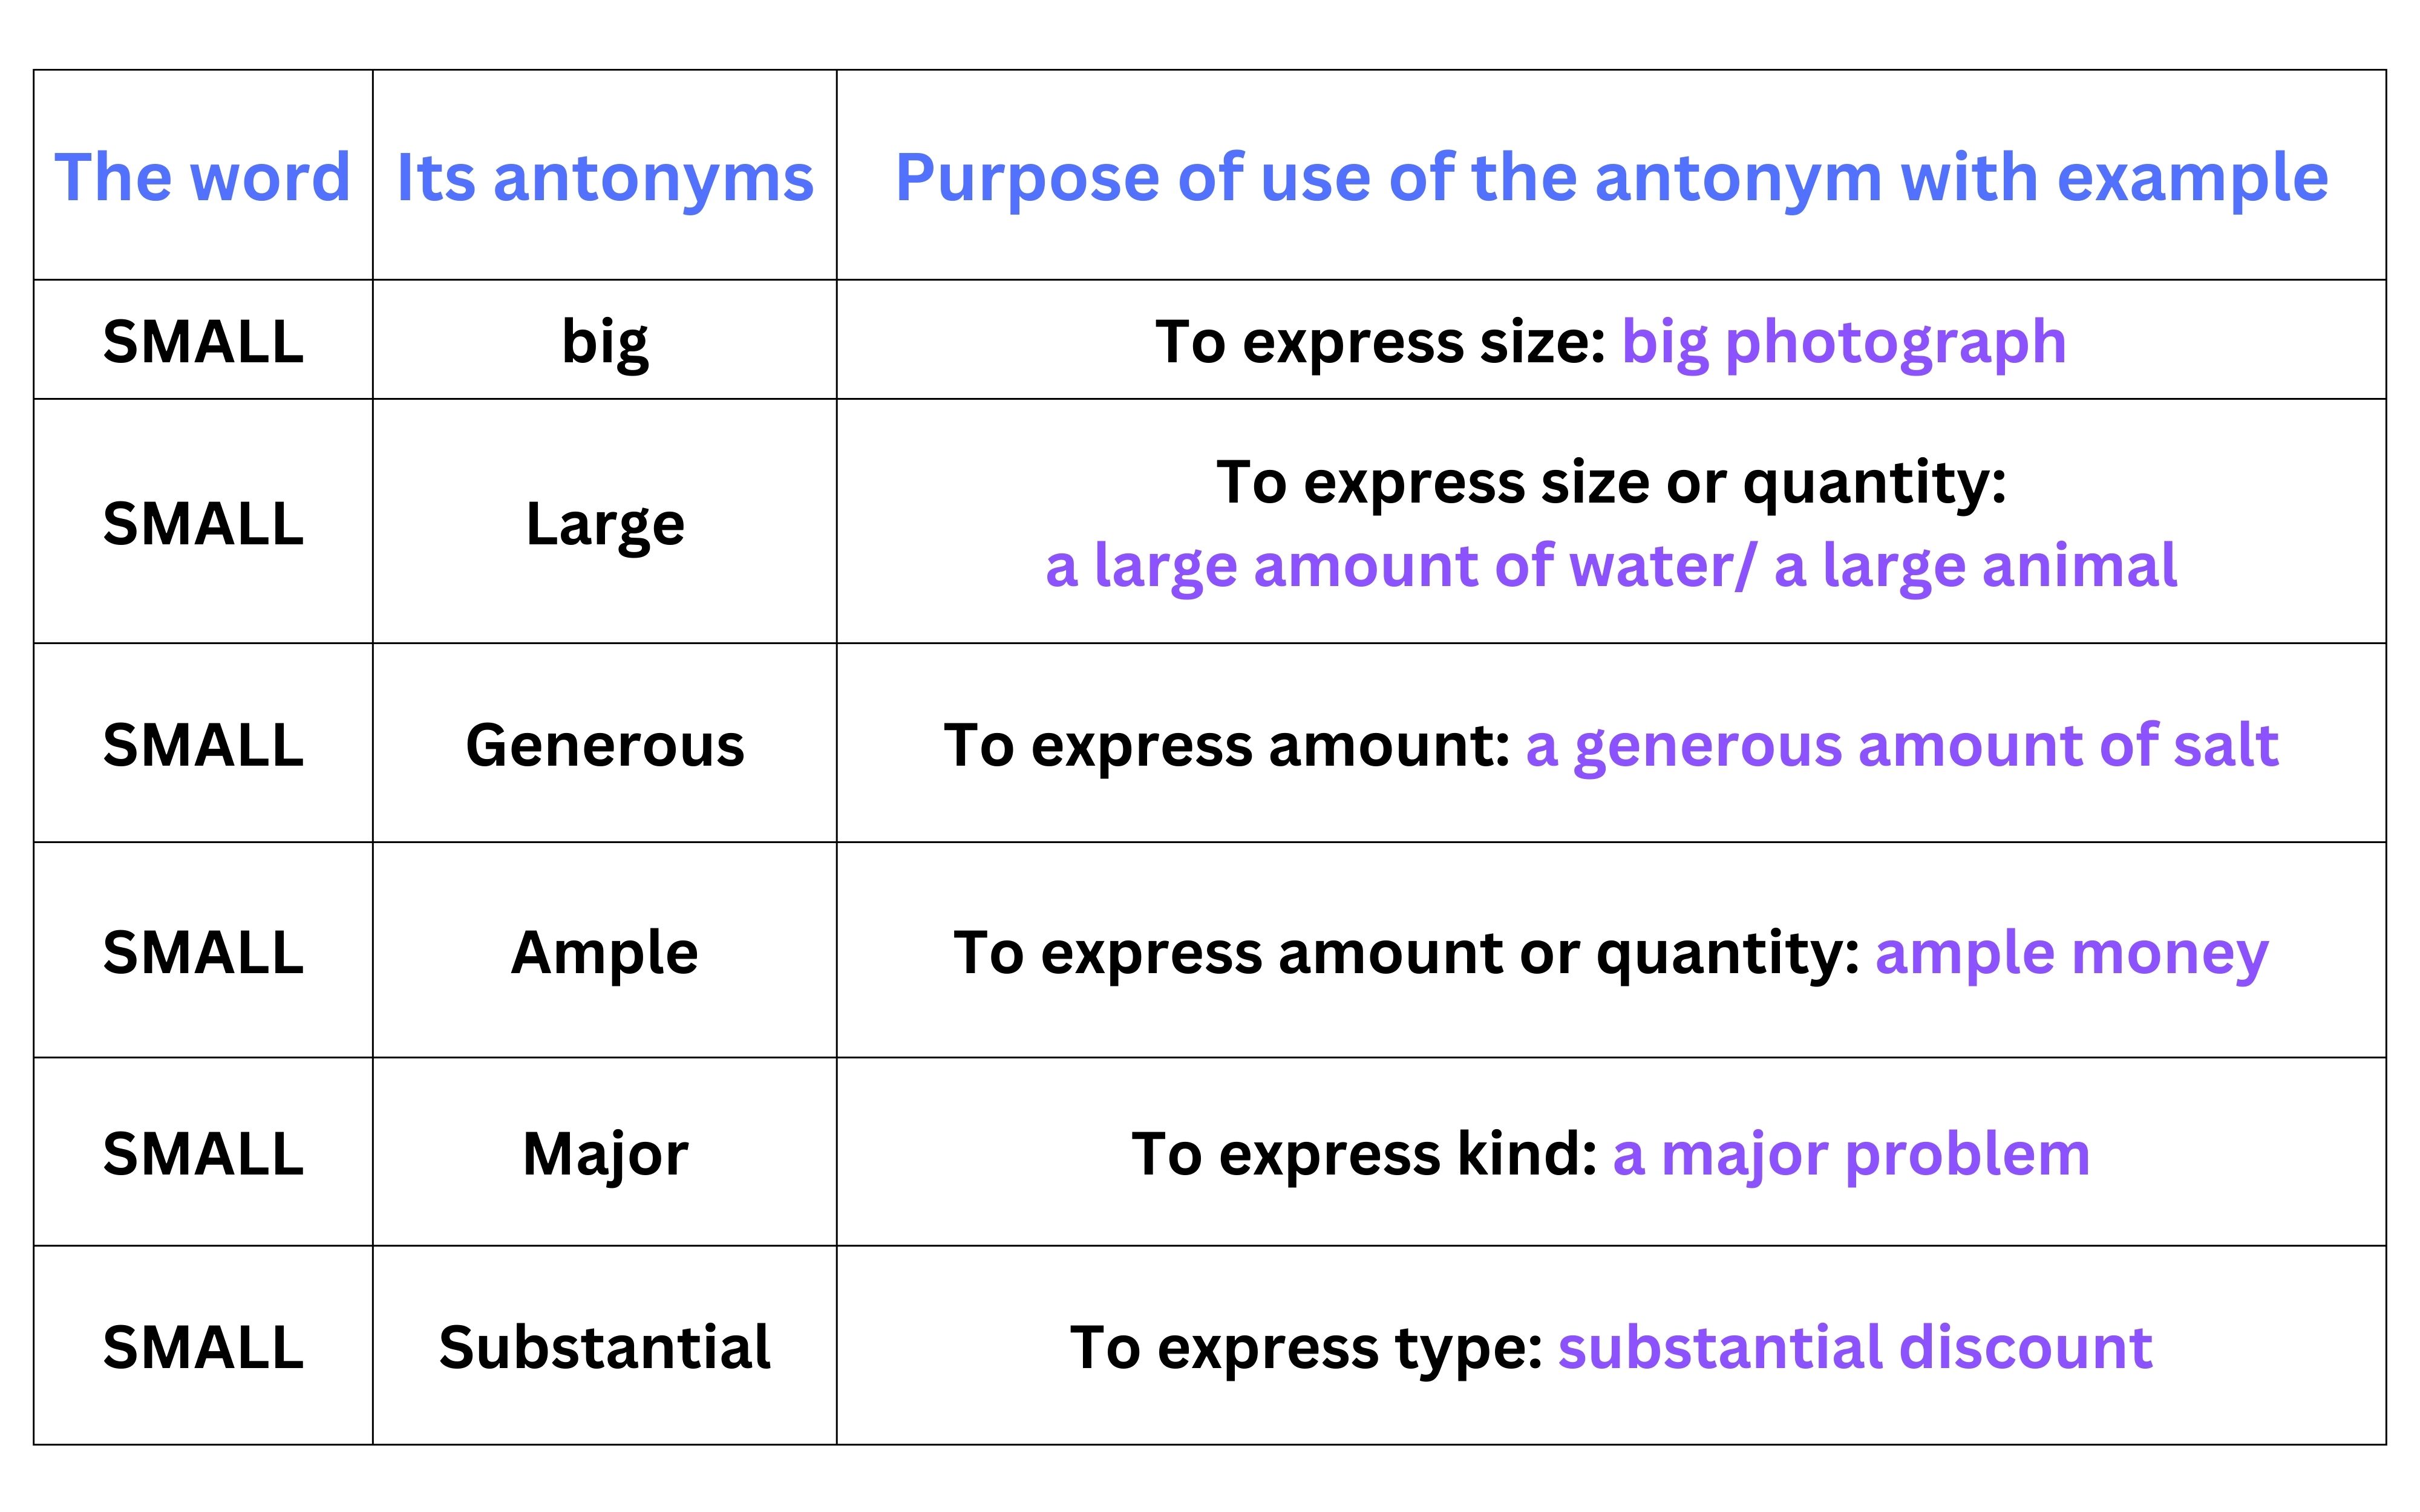 The word Its antonyms Purpose of use of the antonym with example
SMALL big To express size: big photograph
SMALL Large To express size or quantity:
a large amount of water/ a large animal
SMALL Generous To express amount: a generous amount of salt
SMALL Ample To express amount or quantity: ample money
SMALL Major To express kind: a major problem
SMALL Substantial To express type: substantial discount